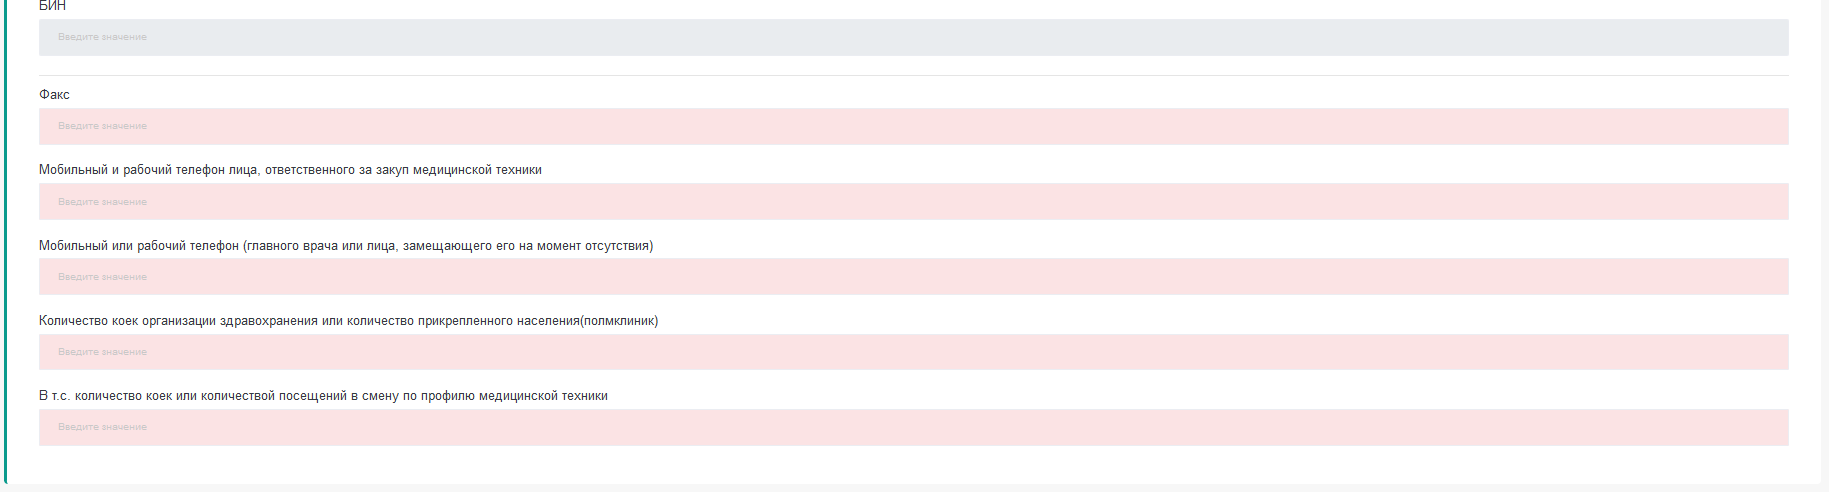 БИН
Введите значение
Факс
Введите значение
Мобильный и рабочий телефон лица, ответственного за закуп медицинской техники
Введите значение
Мобильный или рабочий телефон (главного врача или лица, замещающего его на момент отсутствия)
Введите значение
Количество коек организации здравохранения или количество прикрепленного населения(полмклиник)
Введите значение
В т.с. количество коек или количествой посещений в смену по профилю медицинской техники
Введите значение